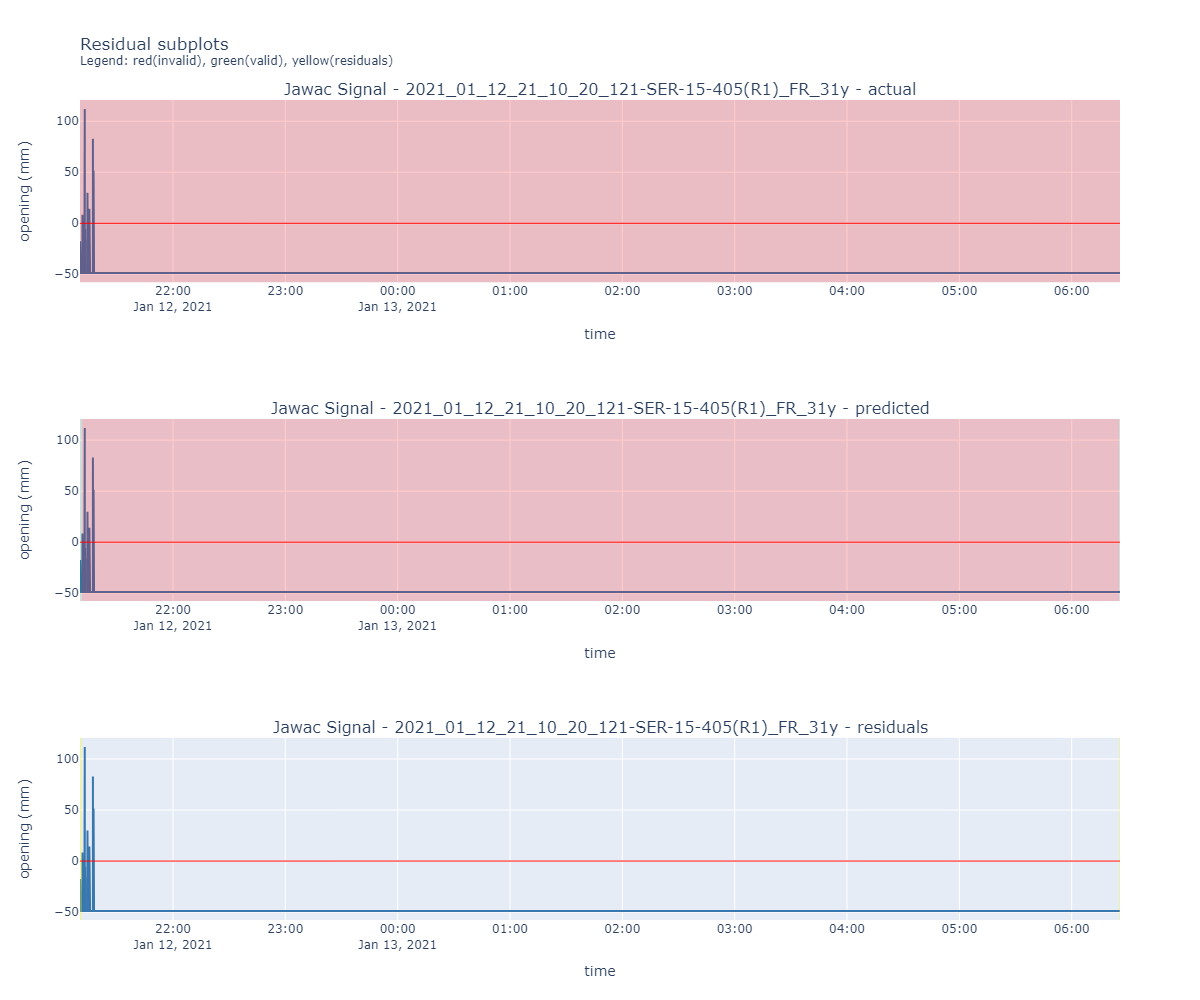 Residual subplots
Legend: red(invalid), green(valid), yellow(residuals)
Jawac Signal - 2021_01_12_21_10_20_121-SER-15-405(R1)_FR_31y - actual
100
50
0
−50
opening (mm)
22:00 23:00 00:00 01:00 02:00 03:00 04:00 05:00 06:00
Jan 12, 2021 Jan 13, 2021
time
Jawac Signal - 2021_01_12_21_10_20_121-SER-15-405(R1)_FR_31y - predicted
100
50
0
−50
opening (mm)
22:00 23:00 00:00 01:00 02:00 03:00 04:00 05:00 06:00
Jan 12, 2021 Jan 13, 2021
time
Jawac Signal - 2021_01_12_21_10_20_121-SER-15-405(R1)_FR_31y - residuals
100
50
0
−50
opening (mm)
22:00 23:00 00:00 01:00 02:00 03:00 04:00 05:00 06:00
Jan 12, 2021 Jan 13, 2021
time